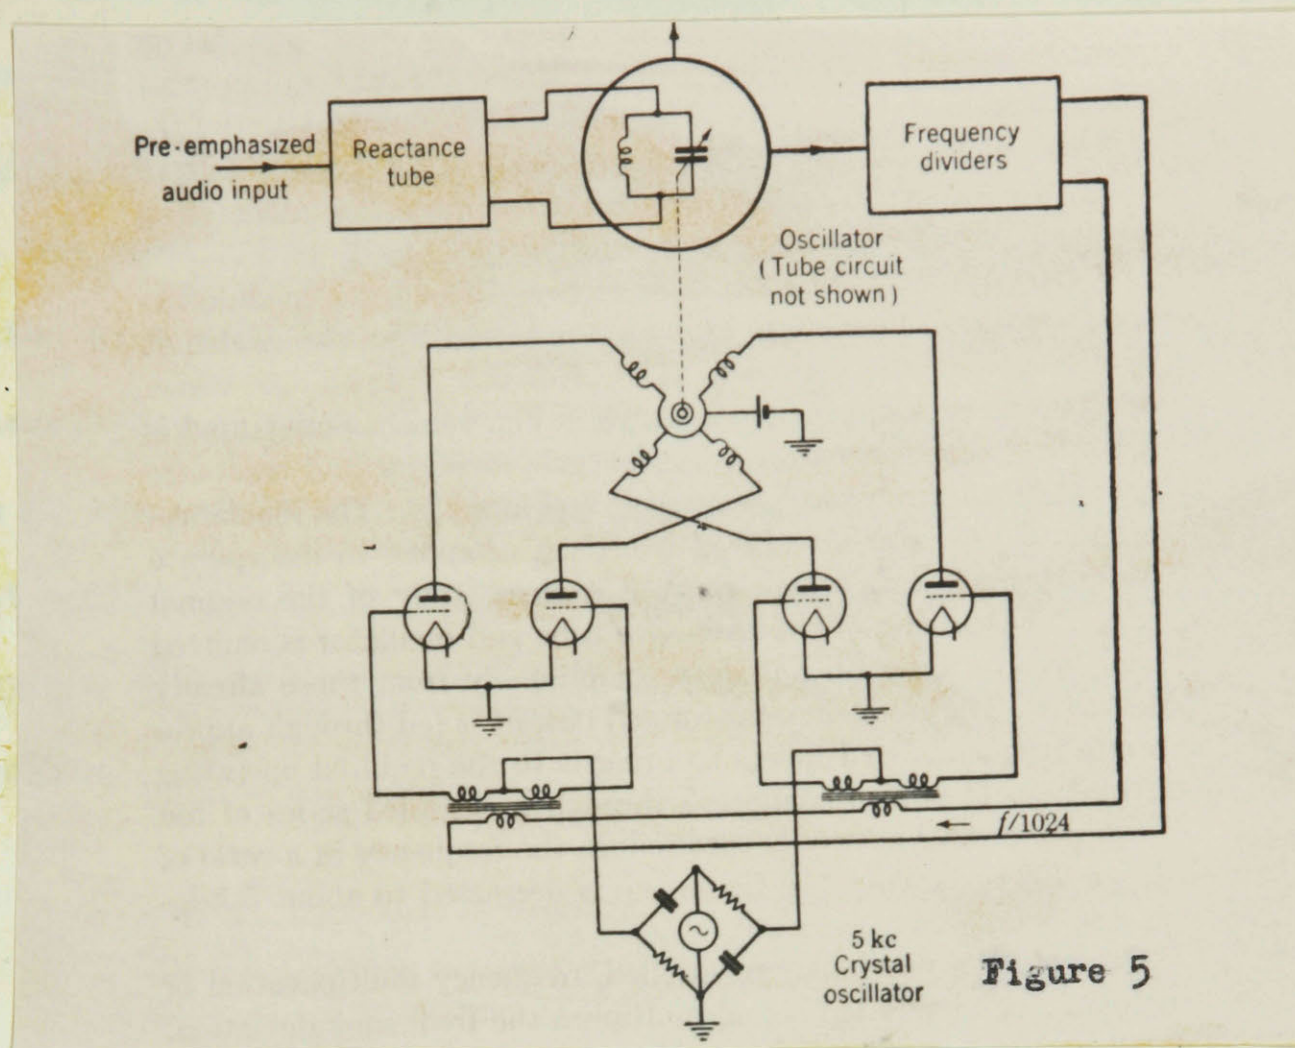 Pre-emphasized
audio input
Reactance
tube
Frequency
dividers
Oscillator
(Tube circuit
not shown)
f/1024
5 kc
Crystal
oscillator
Figure 5